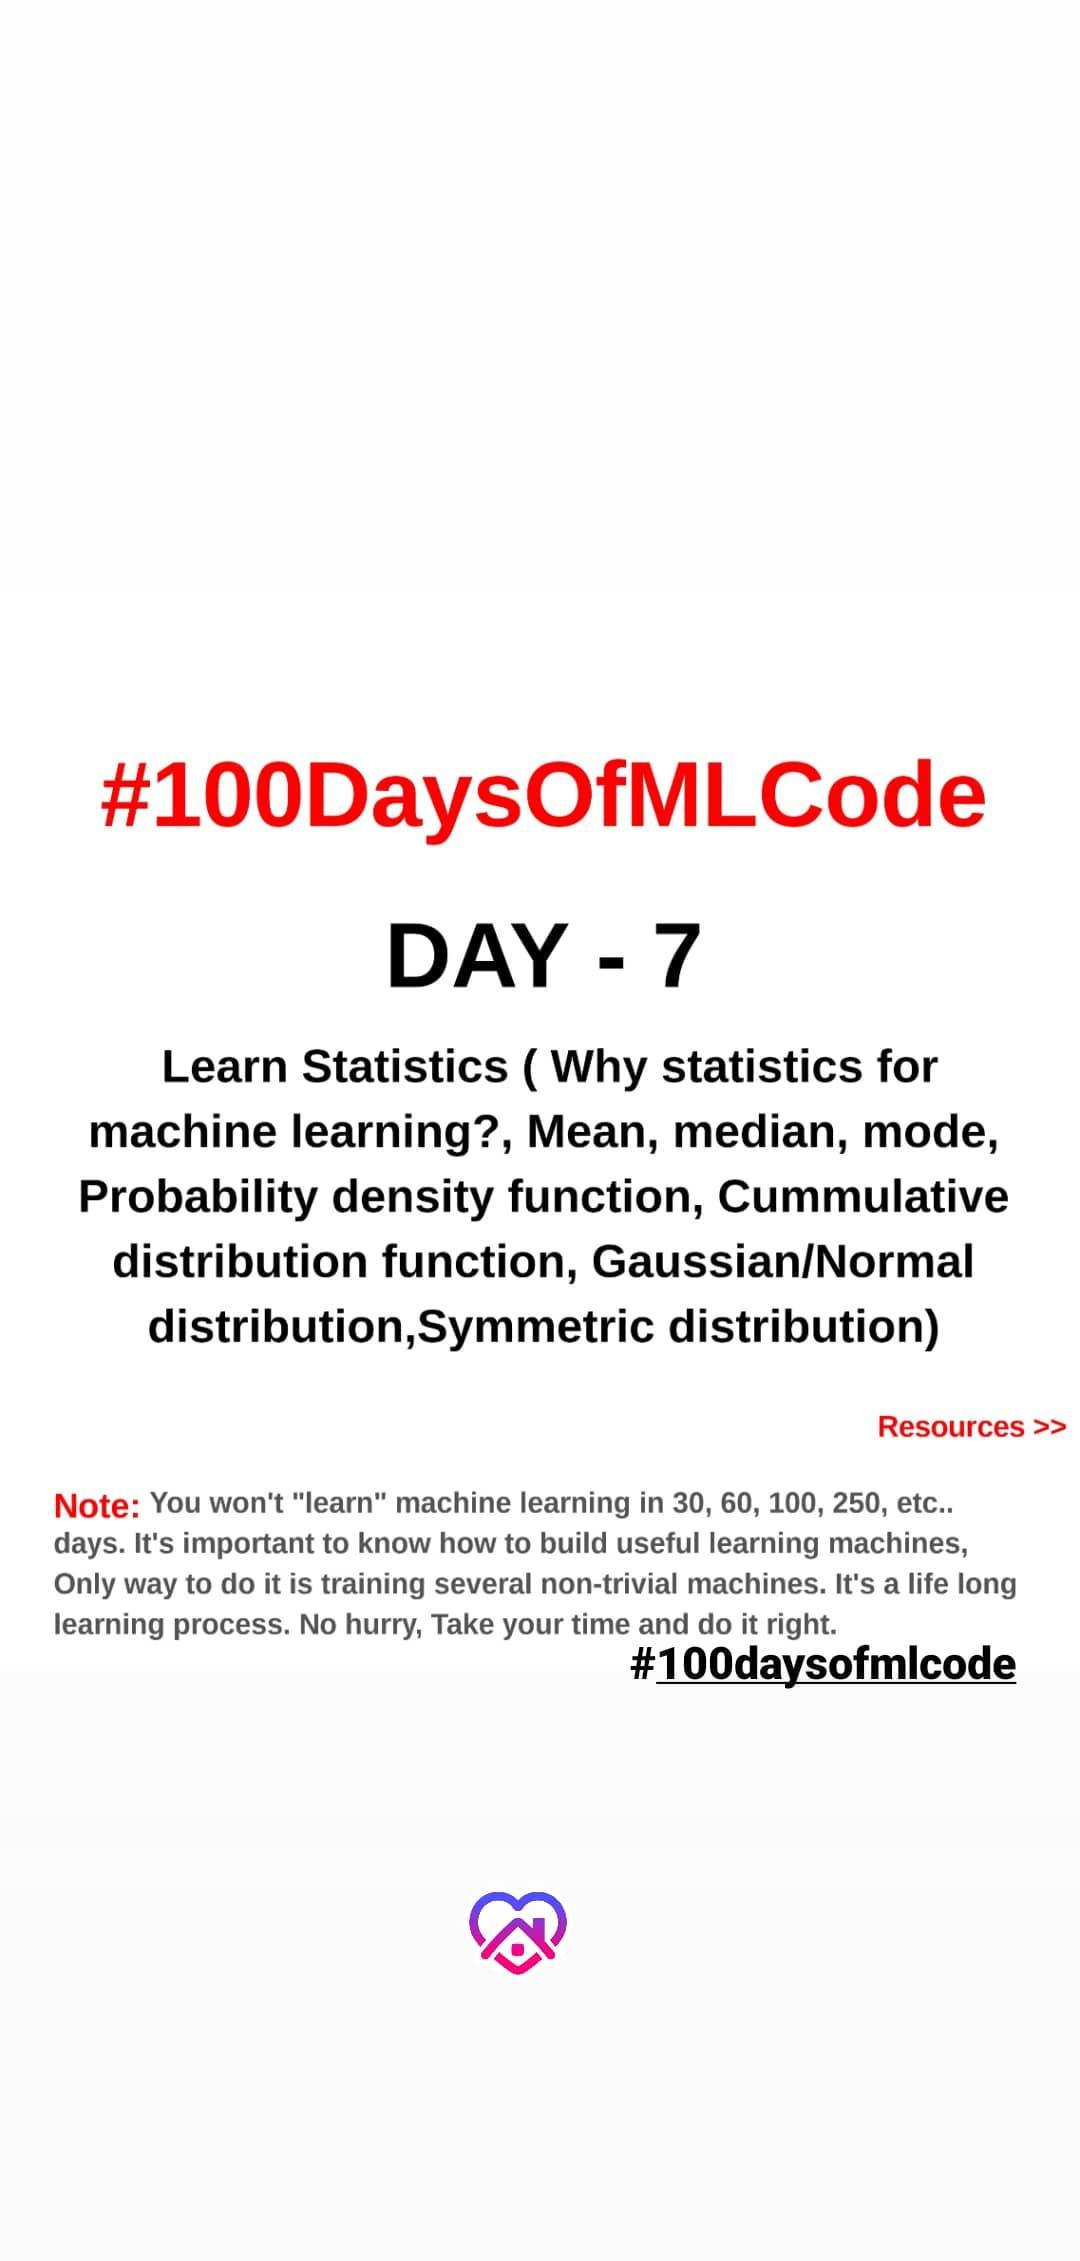 #100DaysOfMLCode
DAY - 7
Learn Statistics ( Why statistics for
machine learning?, Mean, median, mode,
Probability density function, Cummulative
distribution function, Gaussian/Normal
distribution,Symmetric distribution)
Resources >>
Note: You won't "learn" machine learning in 30, 60, 100, 250, etc..
days. It's important to know how to build useful learning machines,
Only way to do it is training several non-trivial machines. It's a life long
learning process. No hurry, Take your time and do it right.
#100daysofmlcode